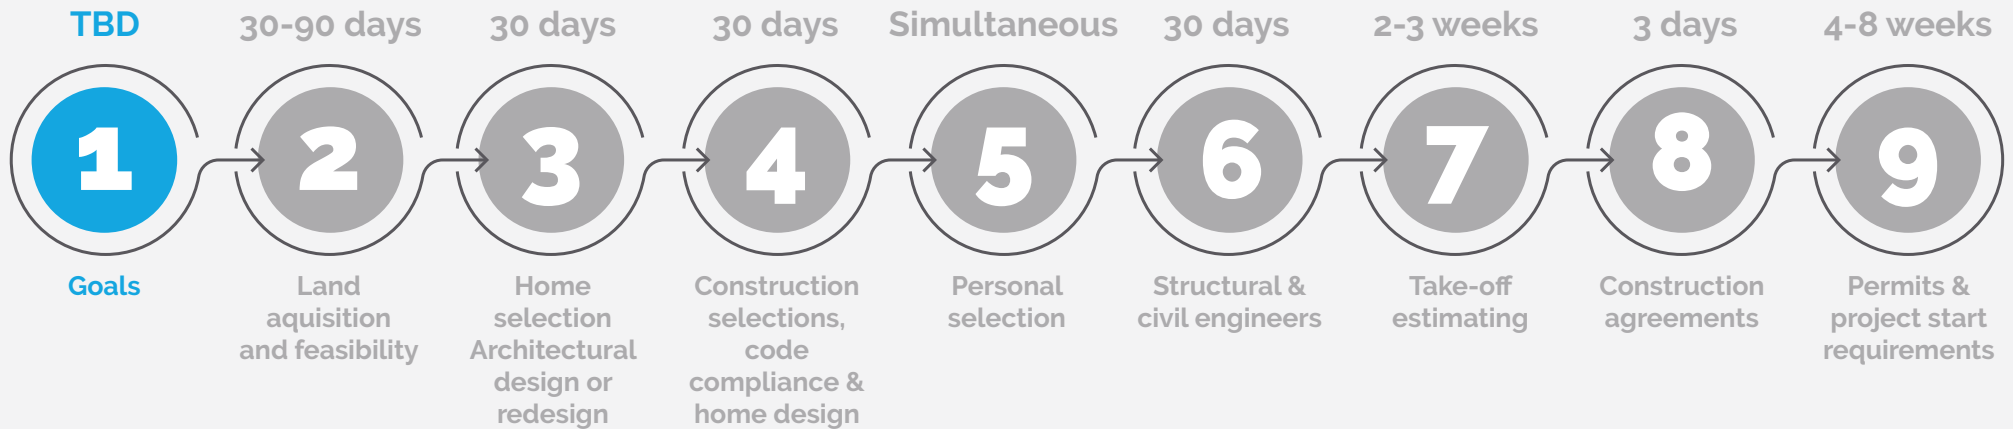 TBD
30-90 days
30 days
30 days
Simultaneous
30 days
2-3 weeks
3 days
4-8 weeks
1
2
3
4
5
6
7
8
9
Goals
Land
aquisition
and feasibility
Home
selection
Architectural
design or
redesign
Construction
selections,
code
compliance &
home design
Personal
selection
Structural &
civil engineers
Take-off
estimating
Construction
agreements
Permits &
project start
requirements